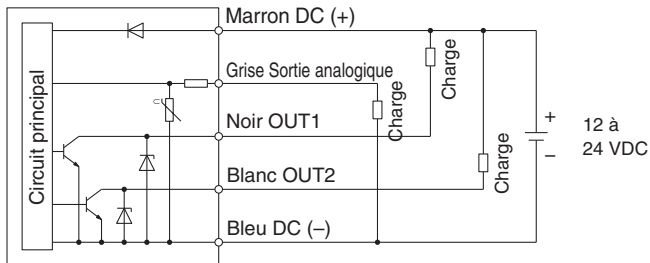 Marron DC (+)
Grise Sortie analogique
Noir OUT1
Blanc OUT2
Bleu DC (–)
Circuit principal
Charge
Charge
Charge
+
–
12 à
24 VDC